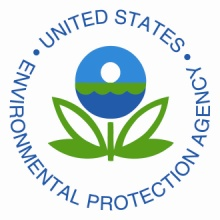 UNITED STATES
• ENVIRONMENTAL PROTECTION AGENCY •